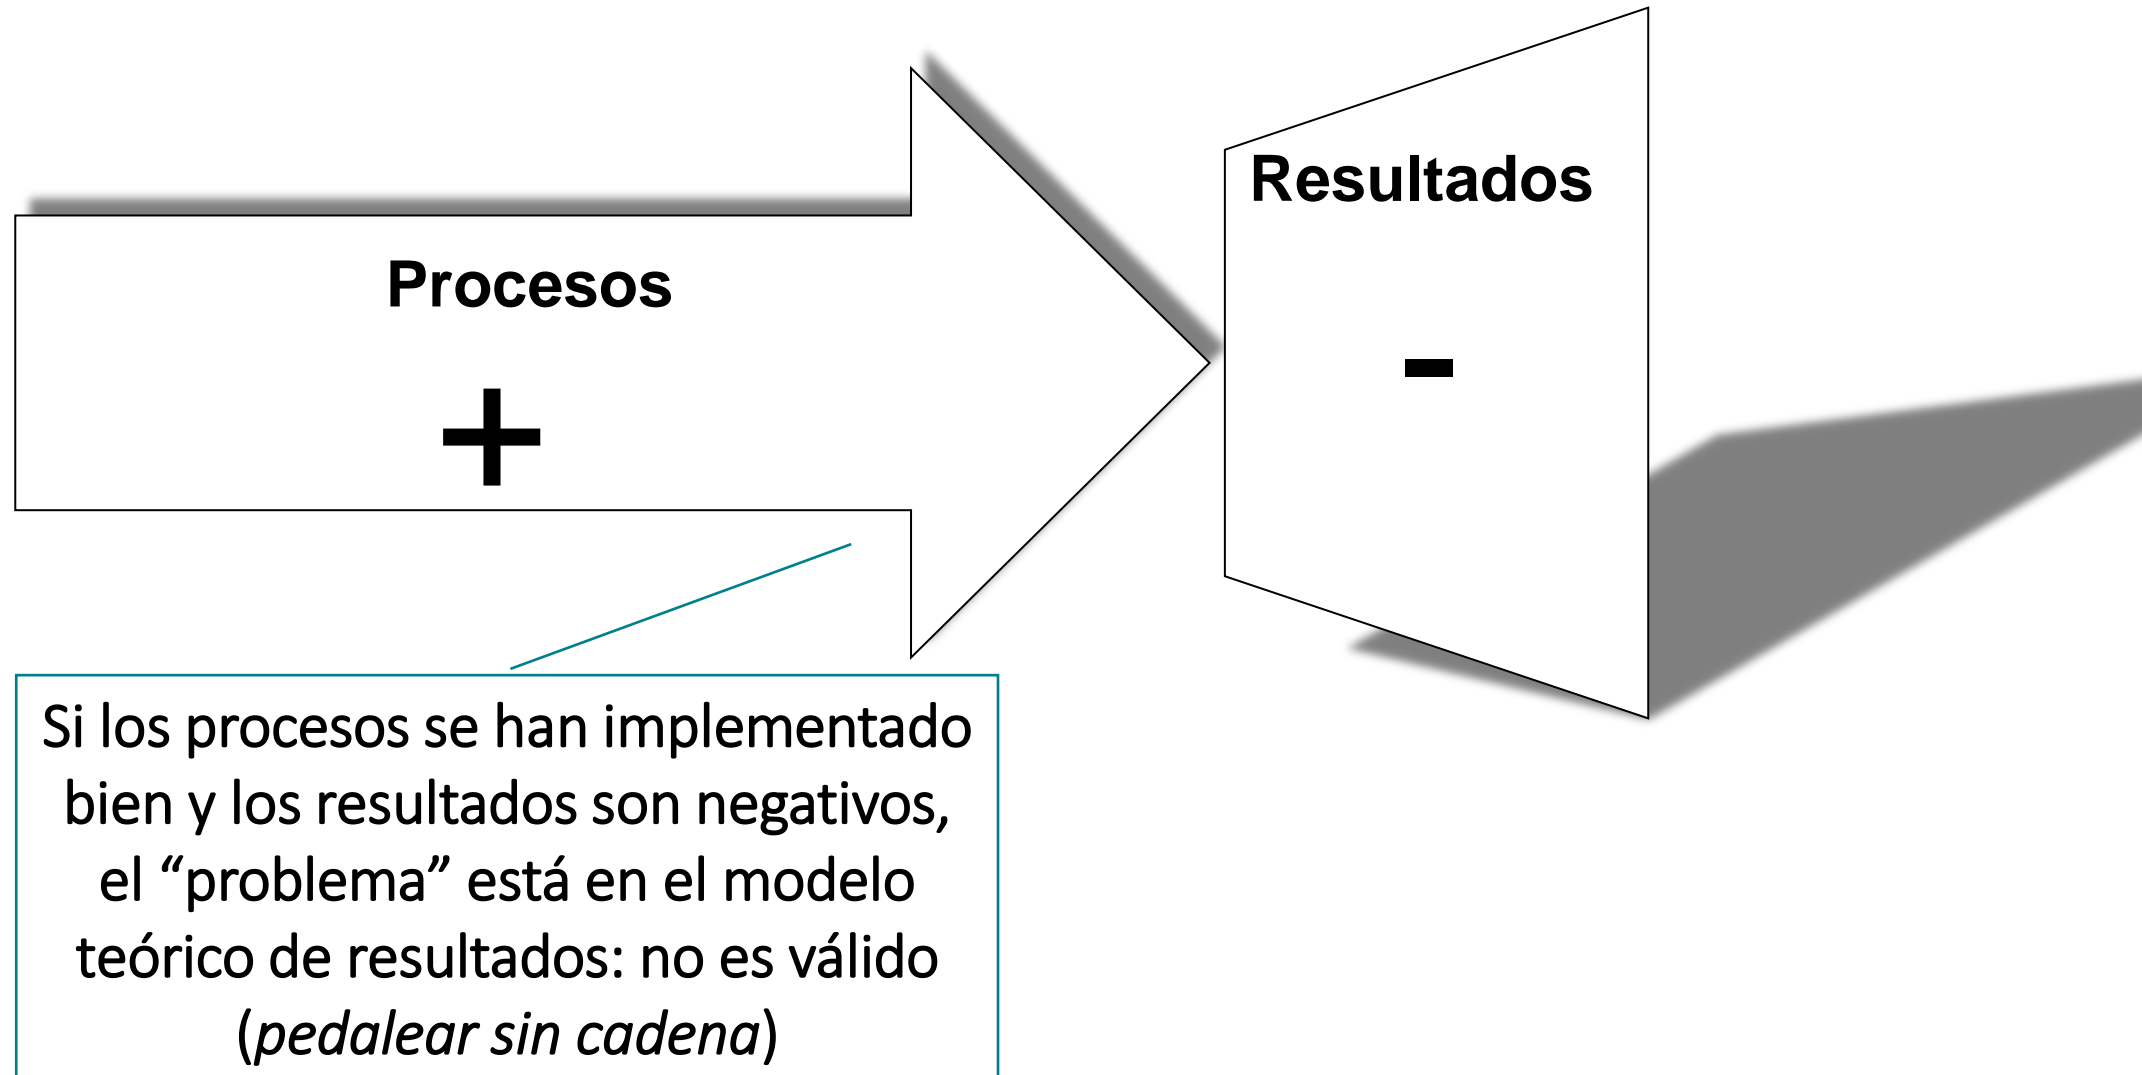 Resultados
Procesos
-
+
Si los procesos se han implementado
bien y los resultados son negativos,
el “problema” está en el modelo
teórico de resultados: no es válido
(pedalear sin cadena)